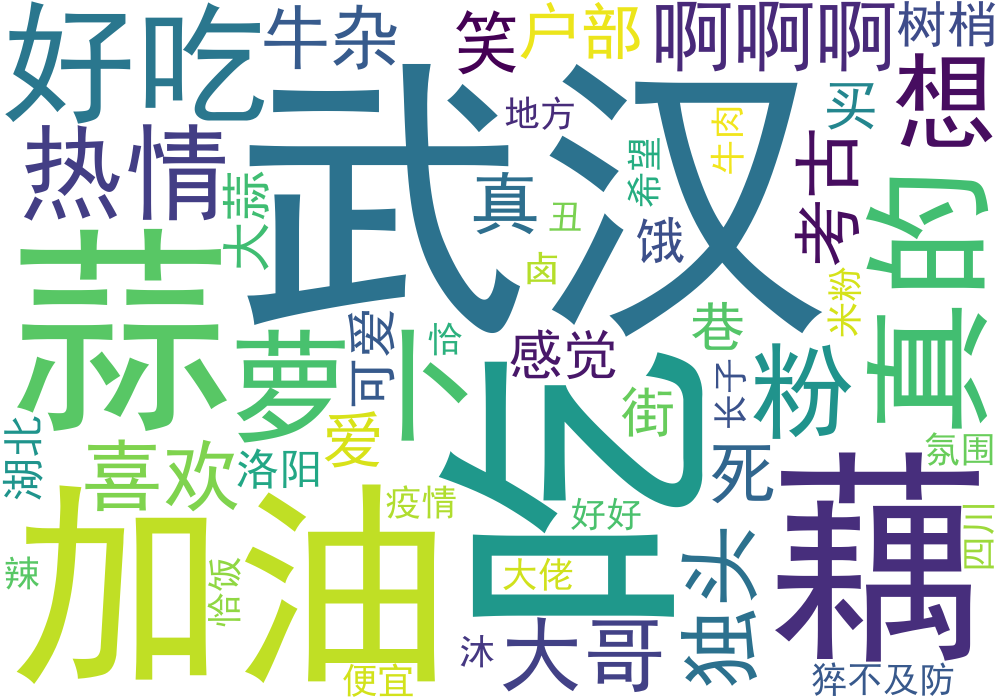 好吃
牛杂
笑
户部
啊啊啊
树梢
武汉
热情
地方
买
想
蒜
大蒜
真
丑
希望
牛肉
考古
真的
饿
卤
米粉
萝卜
可爱
恰
感觉
巷
粉
百亿
湖北
喜欢
洛阳
爱
街
长子
死
氛围
加油
疫情
好好
藕
四川
辣
恰饭
大佬
独头
沐
大哥
便宜
猝不及防